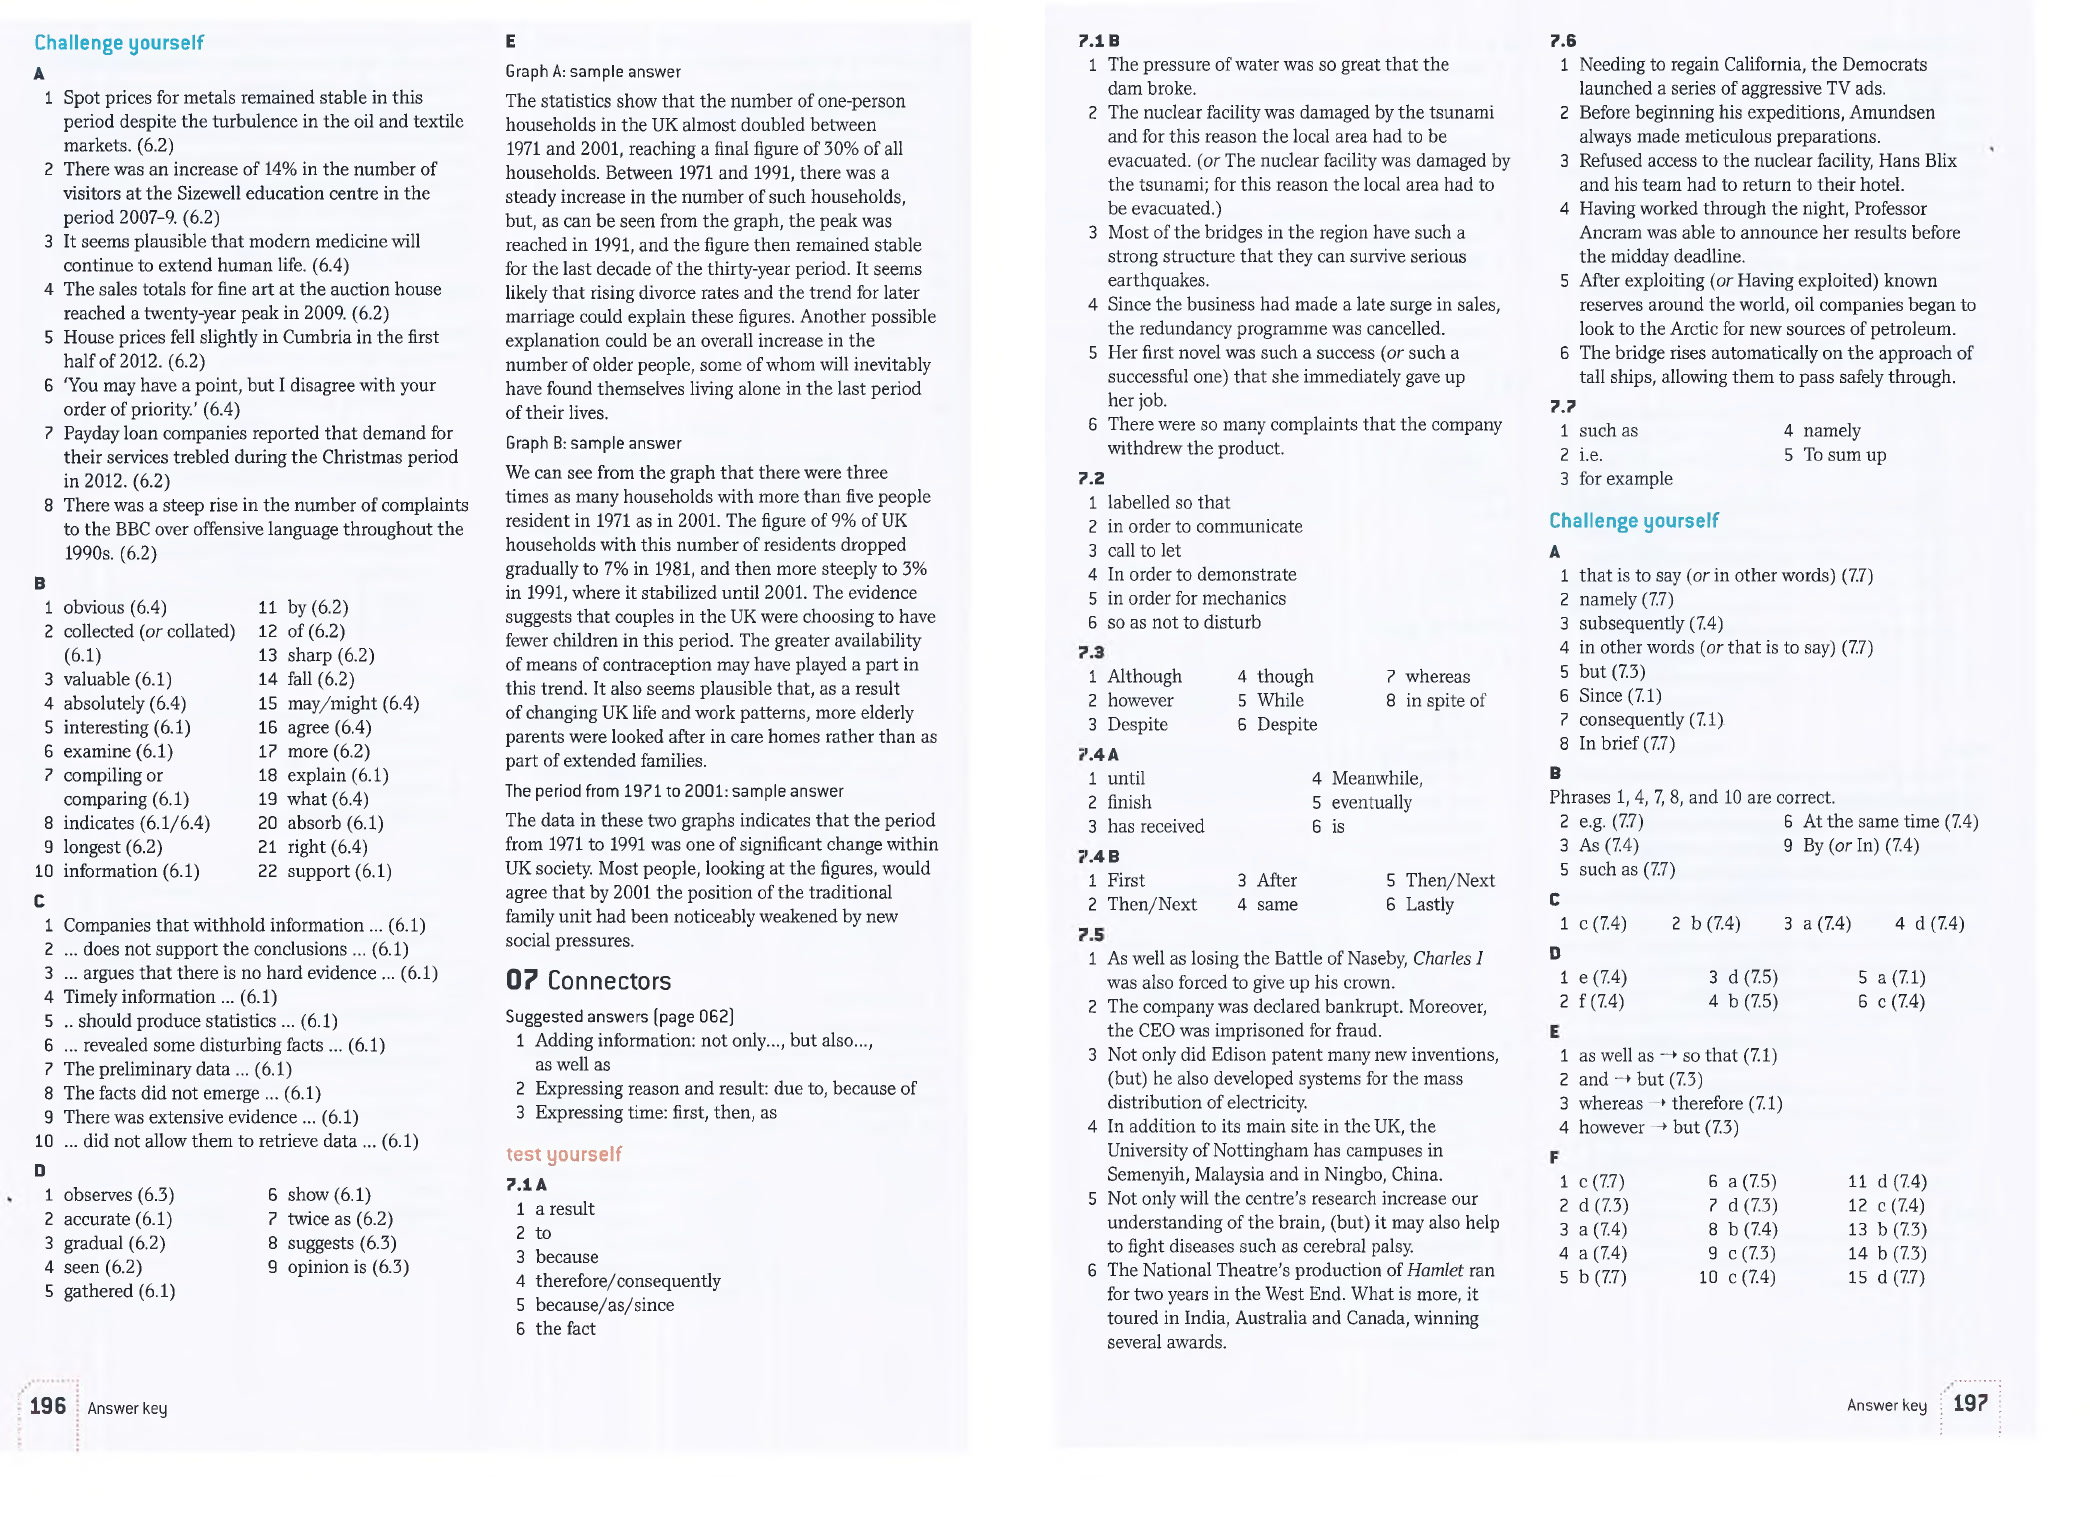 Challenge yourself
A
1 Spot prices for metals remained stable in this
period despite the turbulence in the oil and textile
markets. (6.2)
2 There was an increase of 14% in the number of
visitors at the Sizewell education centre in the
period 2007–9. (6.2)
3 It seems plausible that modern medicine will
continue to extend human life. (6.4)
4 The sales totals for fine art at the auction house
reached a twenty-year peak in 2009. (6.2)
5 House prices fell slightly in Cumbria in the first
half of 2012. (6.2)
6 ‘You may have a point, but I disagree with your
order of priority.’ (6.4)
7 Payday loan companies reported that demand for
their services trebled during the Christmas period
in 2012. (6.2)
8 There was a steep rise in the number of complaints
to the BBC over offensive language throughout the
1990s. (6.2)
B
1 obvious (6.4)
2 collected (or collated)
(6.1)
3 valuable (6.1)
4 absolutely (6.4)
5 interesting (6.1)
6 examine (6.1)
7 compiling or
comparing (6.1)
8 indicates (6.1/6.4)
9 longest (6.2)
10 information (6.1)
11 by (6.2)
12 of (6.2)
13 sharp (6.2)
14 fall (6.2)
15 may/might (6.4)
16 agree (6.4)
17 more (6.2)
18 explain (6.1)
19 what (6.4)
20 absorb (6.1)
21 right (6.4)
22 support (6.1)
C
1 Companies that withhold information ... (6.1)
2 ... does not support the conclusions ... (6.1)
3 ... argues that there is no hard evidence ... (6.1)
4 Timely information ... (6.1)
5 .. should produce statistics ... (6.1)
6 ... revealed some disturbing facts ... (6.1)
7 The preliminary data ... (6.1)
8 The facts did not emerge ... (6.1)
9 There was extensive evidence ... (6.1)
10 ... did not allow them to retrieve data ... (6.1)
D
1 observes (6.3)
2 accurate (6.1)
3 gradual (6.2)
4 seen (6.2)
5 gathered (6.1)
6 show (6.1)
7 twice as (6.2)
8 suggests (6.3)
9 opinion is (6.3)
E
Graph A: sample answer
The statistics show that the number of one-person
households in the UK almost doubled between
1971 and 2001, reaching a final figure of 30% of all
households. Between 1971 and 1991, there was a
steady increase in the number of such households,
but, as can be seen from the graph, the peak was
reached in 1991, and the figure then remained stable
for the last decade of the thirty-year period. It seems
likely that rising divorce rates and the trend for later
marriage could explain these figures. Another possible
explanation could be an overall increase in the
number of older people, some of whom will inevitably
have found themselves living alone in the last period
of their lives.
Graph B: sample answer
We can see from the graph that there were three
times as many households with more than five people
resident in 1971 as in 2001. The figure of 9% of UK
households with this number of residents dropped
gradually to 7% in 1981, and then more steeply to 3%
in 1991, where it stabilized until 2001. The evidence
suggests that couples in the UK were choosing to have
fewer children in this period. The greater availability
of means of contraception may have played a part in
this trend. It also seems plausible that, as a result
of changing UK life and work patterns, more elderly
parents were looked after in care homes rather than as
part of extended families.
The period from 1971 to 2001: sample answer
The data in these two graphs indicates that the period
from 1971 to 1991 was one of significant change within
UK society. Most people, looking at the figures, would
agree that by 2001 the position of the traditional
family unit had been noticeably weakened by new
social pressures.
07 Connectors
Suggested answers (page 062)
1 Adding information: not only..., but also...,
as well as
2 Expressing reason and result: due to, because of
3 Expressing time: first, then, as
test yourself
7.1 A
1 a result
2 to
3 because
4 therefore/consequently
5 because/as/since
6 the fact
196 Answer key
7.1 B
1 The pressure of water was so great that the
dam broke.
2 The nuclear facility was damaged by the tsunami
and for this reason the local area had to be
evacuated. (or The nuclear facility was damaged by
the tsunami; for this reason the local area had to
be evacuated.)
3 Most of the bridges in the region have such a
strong structure that they can survive serious
earthquakes.
4 Since the business had made a late surge in sales,
the redundancy programme was cancelled.
5 Her first novel was such a success (or such a
successful one) that she immediately gave up
her job.
6 There were so many complaints that the company
withdrew the product.
7.2
1 labelled so that
2 in order to communicate
3 call to let
4 In order to demonstrate
5 in order for mechanics
6 so as not to disturb
7.3
1 Although 4 though 7 whereas
2 however 5 While 8 in spite of
3 Despite 6 Despite
7.4 A
1 until 4 Meanwhile,
2 finish 5 eventually
3 has received 6 is
7.4 B
1 First 3 After 5 Then/Next
2 Then/Next 4 same 6 Lastly
7.5
1 As well as losing the Battle of Naseby, Charles I
was also forced to give up his crown.
2 The company was declared bankrupt. Moreover,
the CEO was imprisoned for fraud.
3 Not only did Edison patent many new inventions,
(but) he also developed systems for the mass
distribution of electricity.
4 In addition to its main site in the UK, the
University of Nottingham has campuses in
Semenyih, Malaysia and in Ningbo, China.
5 Not only will the centre’s research increase our
understanding of the brain, (but) it may also help
to fight diseases such as cerebral palsy.
6 The National Theatre’s production of Hamlet ran
for two years in the West End. What is more, it
toured in India, Australia and Canada, winning
several awards.
7.6
1 Needing to regain California, the Democrats
launched a series of aggressive TV ads.
2 Before beginning his expeditions, Amundsen
always made meticulous preparations.
3 Refused access to the nuclear facility, Hans Blix
and his team had to return to their hotel.
4 Having worked through the night, Professor
Ancram was able to announce her results before
the midday deadline.
5 After exploiting (or Having exploited) known
reserves around the world, oil companies began to
look to the Arctic for new sources of petroleum.
6 The bridge rises automatically on the approach of
tall ships, allowing them to pass safely through.
7.7
1 such as 4 namely
2 i.e. 5 To sum up
3 for example
Challenge yourself
A
1 that is to say (or in other words) (7.7)
2 namely (7.7)
3 subsequently (7.4)
4 in other words (or that is to say) (7.7)
5 but (7.3)
6 Since (7.1)
7 consequently (7.1)
8 In brief (7.7)
B
Phrases 1, 4, 7, 8, and 10 are correct.
2 e.g. (7.7) 6 At the same time (7.4)
3 As (7.4) 9 By (or In) (7.4)
5 such as (7.7)
C
1 c (7.4) 2 b (7.4) 3 a (7.4) 4 d (7.4)
D
1 e (7.4) 3 d (7.5) 5 a (7.1)
2 f (7.4) 4 b (7.5) 6 c (7.4)
E
1 as well as → so that (7.1)
2 and → but (7.3)
3 whereas → therefore (7.1)
4 however → but (7.3)
F
1 c (7.7) 6 a (7.5) 11 d (7.4)
2 d (7.3) 7 d (7.3) 12 c (7.4)
3 a (7.4) 8 b (7.4) 13 b (7.3)
4 a (7.4) 9 c (7.3) 14 b (7.3)
5 b (7.7) 10 c (7.4) 15 d (7.7)
Answer key 197